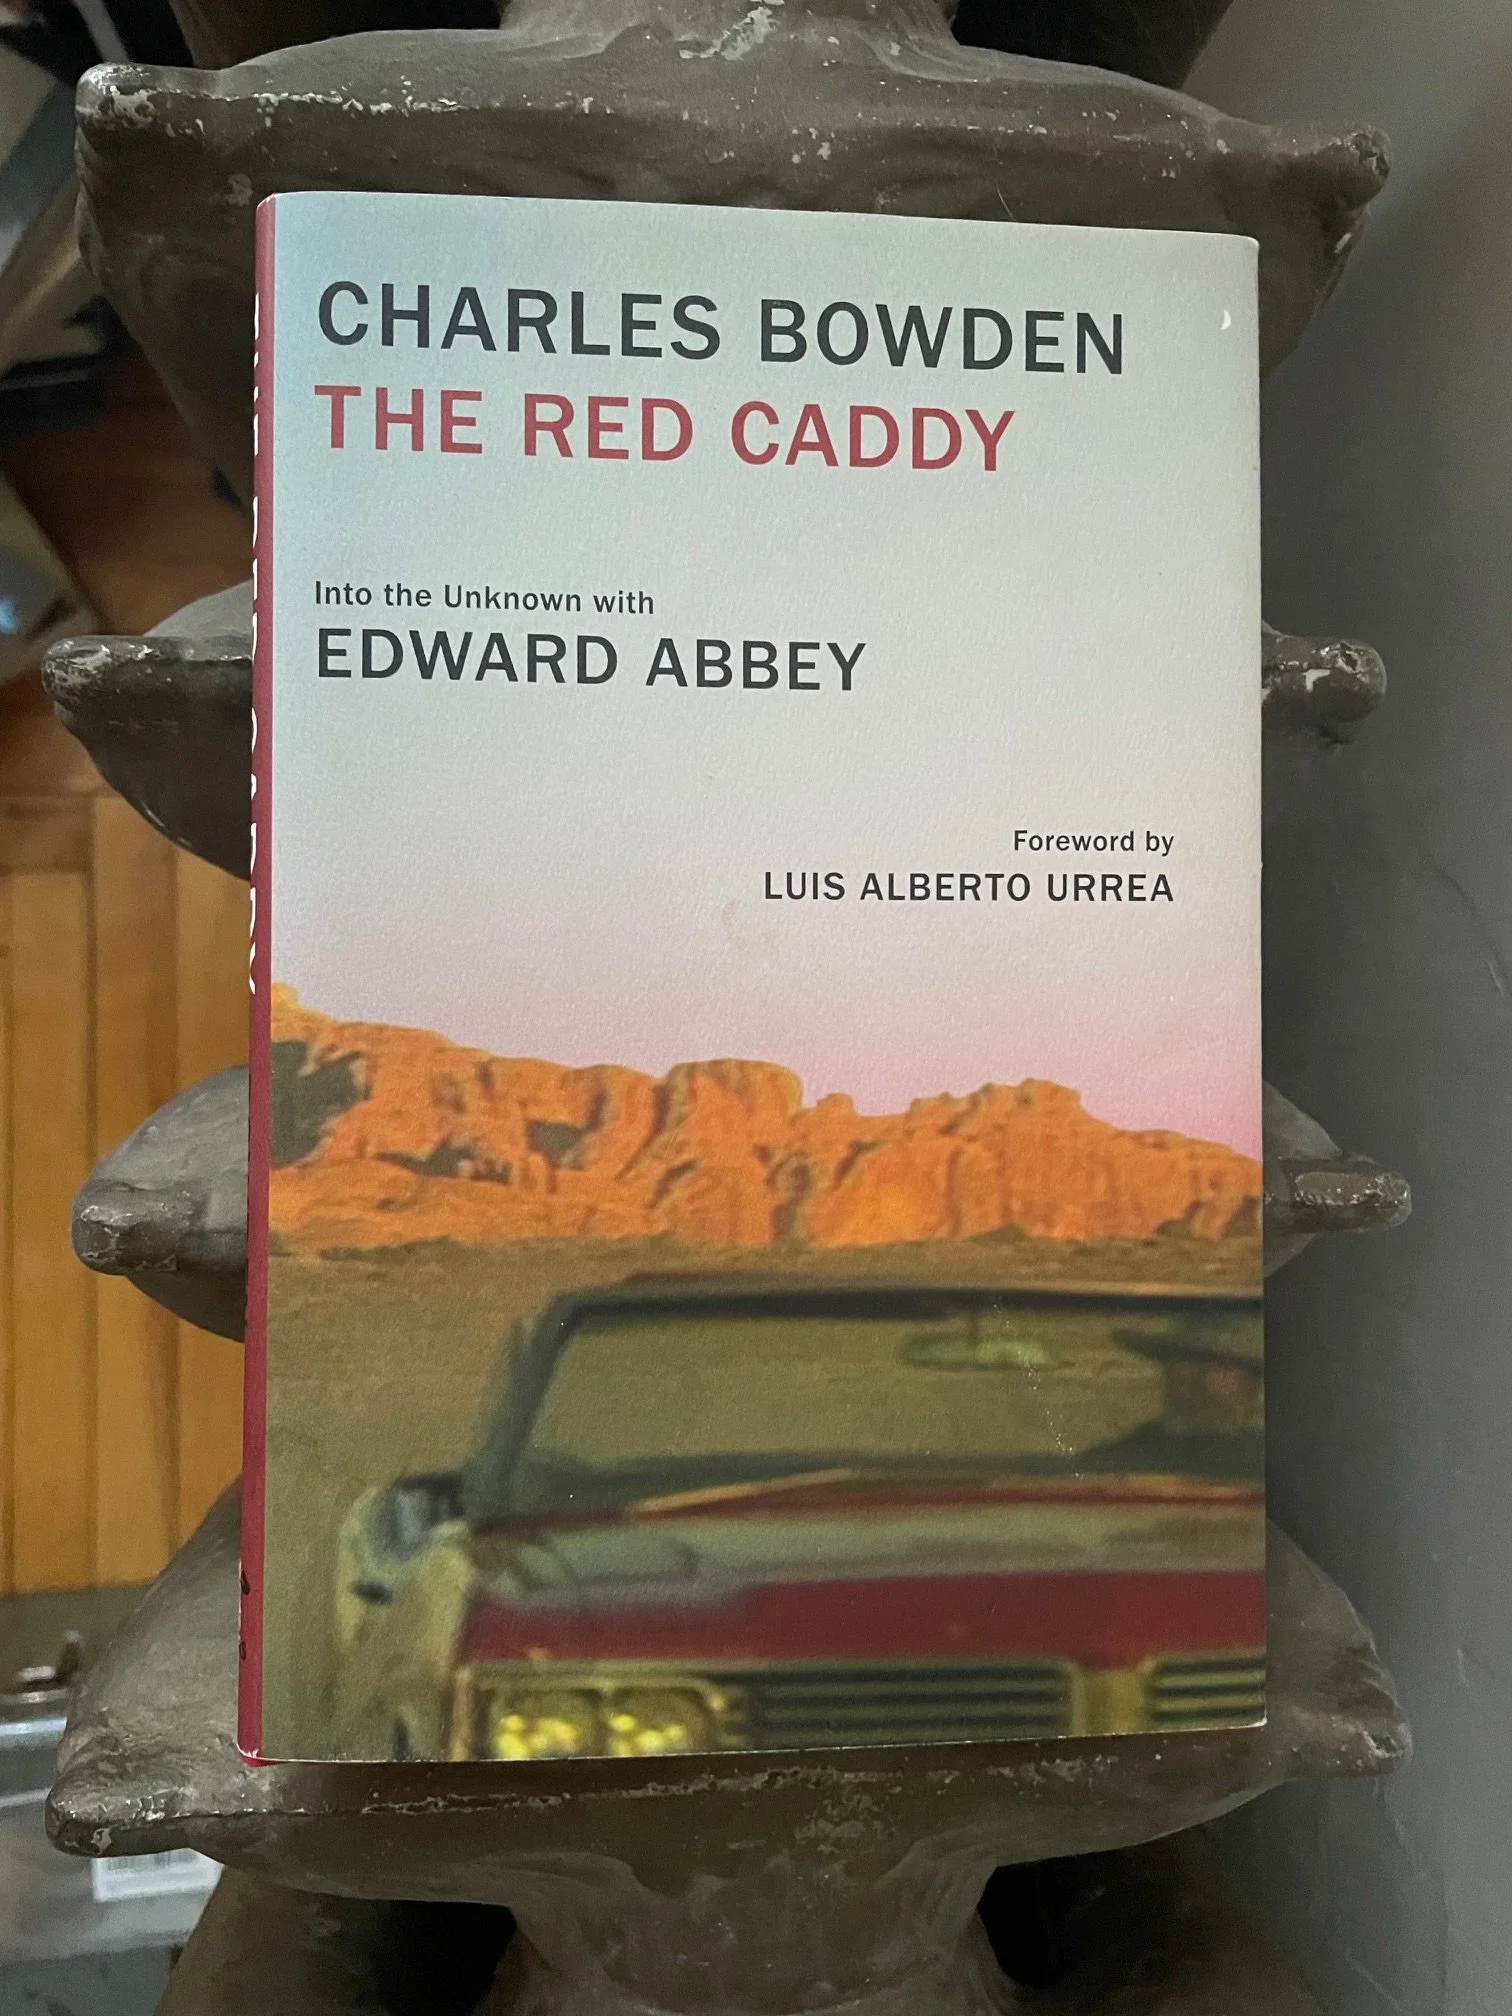 CHARLES BOWDEN
THE RED CADDY
Into the Unknown with
EDWARD ABBEY
Foreword by
LUIS ALBERTO URREA